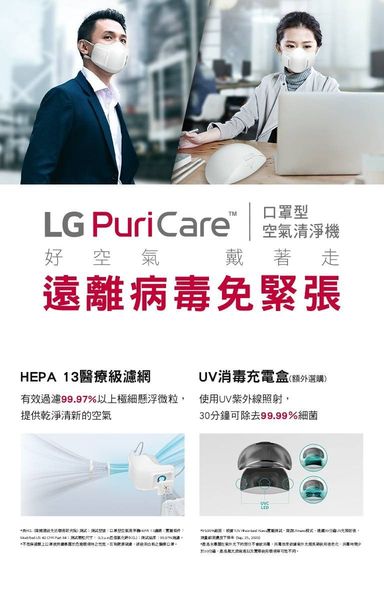 LG PuriCare™ 口罩型
空氣清淨機
好空氣 戴著走
遠離病毒免緊張
HEPA 13醫療級濾網
有效過濾99.97%以上極細懸浮微粒，
提供乾淨清新的空氣
UV消毒充電盒(額外選購)
使用UV紫外線照射，
30分鐘可除去99.99%細菌
UVC
LED